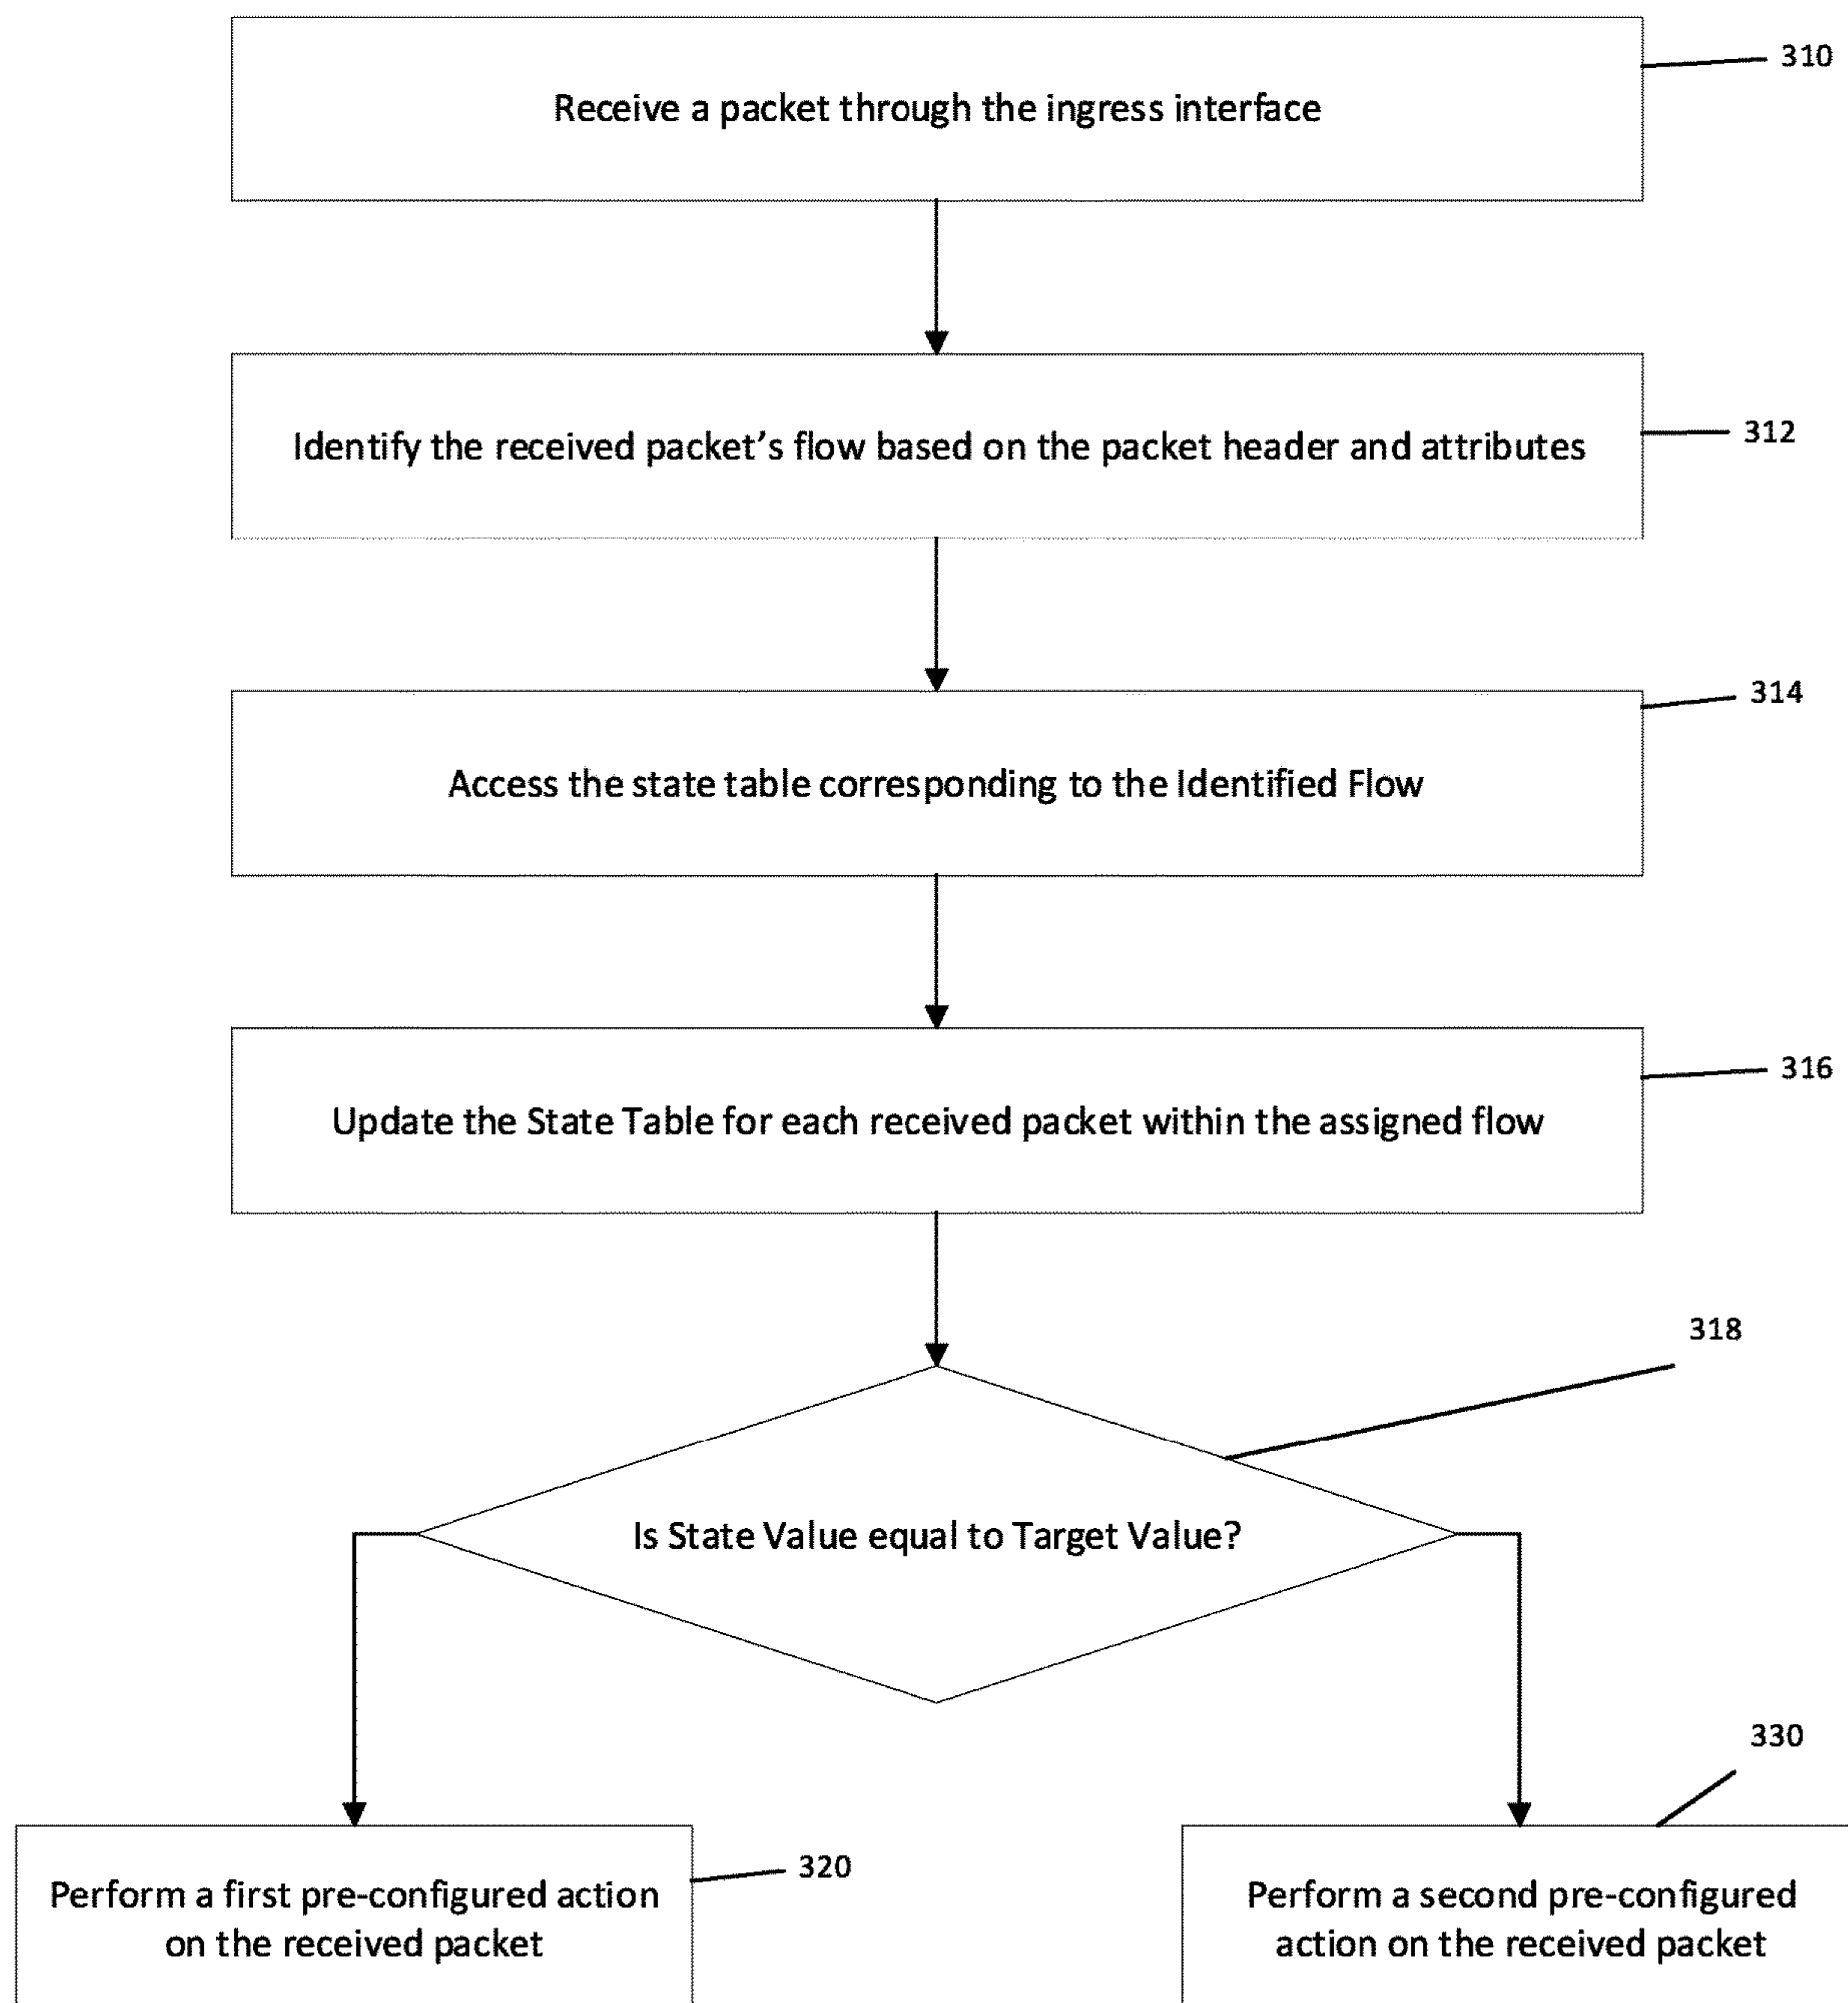 310
Receive a packet through the ingress interface
312
Identify the received packet’s flow based on the packet header and attributes
314
Access the state table corresponding to the Identified Flow
316
Update the State Table for each received packet within the assigned flow
318
Is State Value equal to Target Value?
330
320
Perform a first pre-configured action
on the received packet
Perform a second pre-configured
action on the received packet